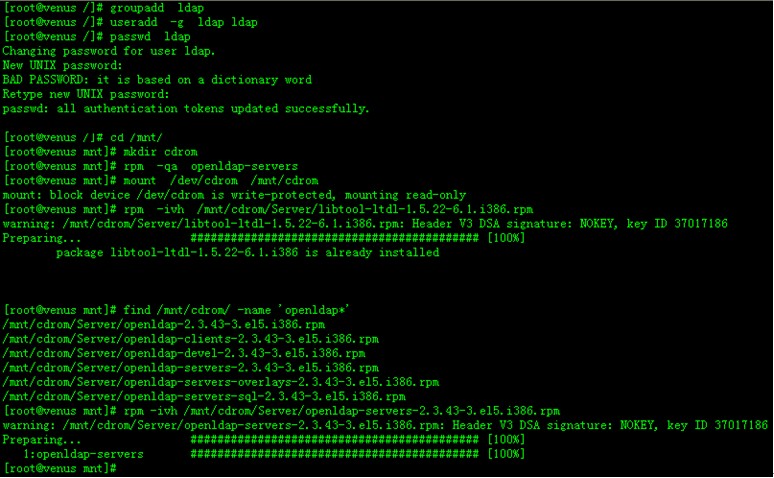 [root@venus /]# groupadd  ldap
[root@venus /]# useradd  -g  ldap ldap
[root@venus /]# passwd  ldap
Changing password for user ldap.
New UNIX password:
BAD PASSWORD: it is based on a dictionary word
Retype new UNIX password:
passwd: all authentication tokens updated successfully.
[root@venus /]# cd /mnt/
[root@venus mnt]# mkdir cdrom
[root@venus mnt]# rpm  -qa  openldap-servers
[root@venus mnt]# mount  /dev/cdrom  /mnt/cdrom
mount: block device /dev/cdrom is write-protected, mounting read-only
[root@venus mnt]# rpm  -ivh  /mnt/cdrom/Server/libtool-ltdl-1.5.22-6.1.i386.rpm
warning: /mnt/cdrom/Server/libtool-ltdl-1.5.22-6.1.i386.rpm: Header V3 DSA signature: NOKEY, key ID 37017186
Preparing...                ########################################### [100%]
        package libtool-ltdl-1.5.22-6.1.i386 is already installed
[root@venus mnt]# find /mnt/cdrom/ -name 'openldap*'
/mnt/cdrom/Server/openldap-2.3.43-3.el5.i386.rpm
/mnt/cdrom/Server/openldap-clients-2.3.43-3.el5.i386.rpm
/mnt/cdrom/Server/openldap-devel-2.3.43-3.el5.i386.rpm
/mnt/cdrom/Server/openldap-servers-2.3.43-3.el5.i386.rpm
/mnt/cdrom/Server/openldap-servers-overlays-2.3.43-3.el5.i386.rpm
/mnt/cdrom/Server/openldap-servers-sql-2.3.43-3.el5.i386.rpm
[root@venus mnt]# rpm -ivh /mnt/cdrom/Server/openldap-servers-2.3.43-3.el5.i386.rpm
warning: /mnt/cdrom/Server/openldap-servers-2.3.43-3.el5.i386.rpm: Header V3 DSA signature: NOKEY, key ID 37017186
Preparing...                ########################################### [100%]
   1:openldap-servers       ########################################### [100%]
[root@venus mnt]#